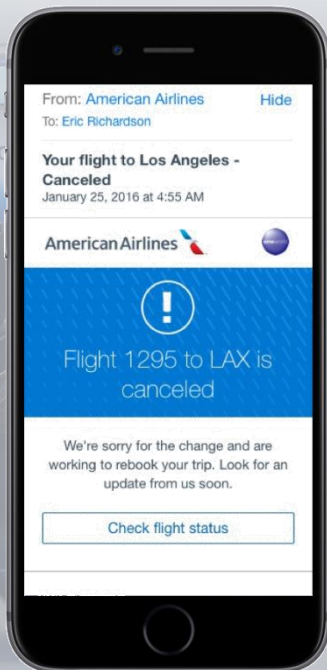 From: American Airlines Hide
To: Eric Richardson
Your flight to Los Angeles -
Canceled
January 25, 2016 at 4:55 AM
American Airlines
Flight 1295 to LAX is
canceled
We're sorry for the change and are
working to rebook your trip. Look for an
update from us soon.
Check flight status